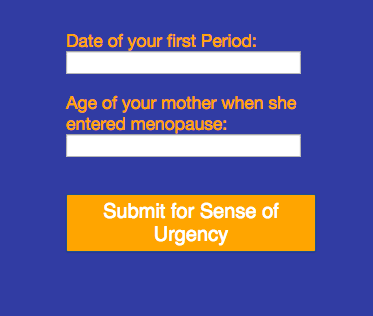 Date of your first Period:
Age of your mother when she
entered menopause:
Submit for Sense of
Urgency